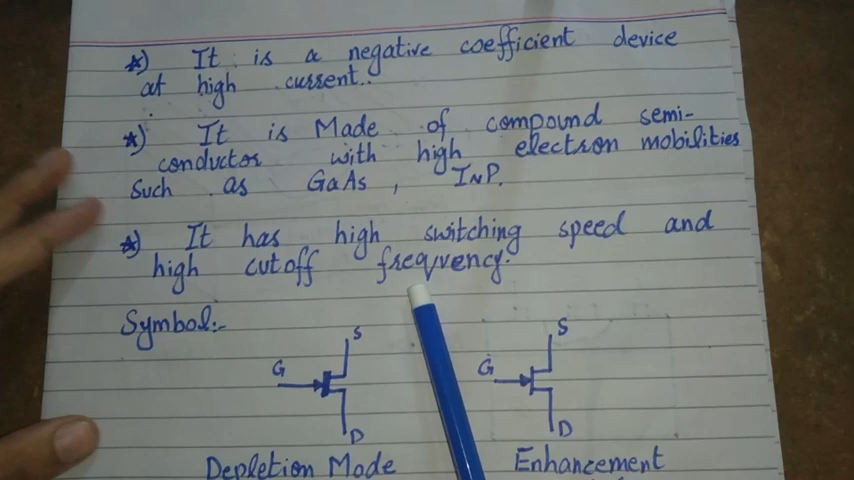 *) It is a negative coefficient device
at high current..
*) It is Made of compound semi-
conductor with high electron mobilities
Such as GaAs, InP.
*) It has high switching speed and
high cutoff frequency.
Symbol:-
S
S
G
G
D
D
Depletion Mode Enhancement